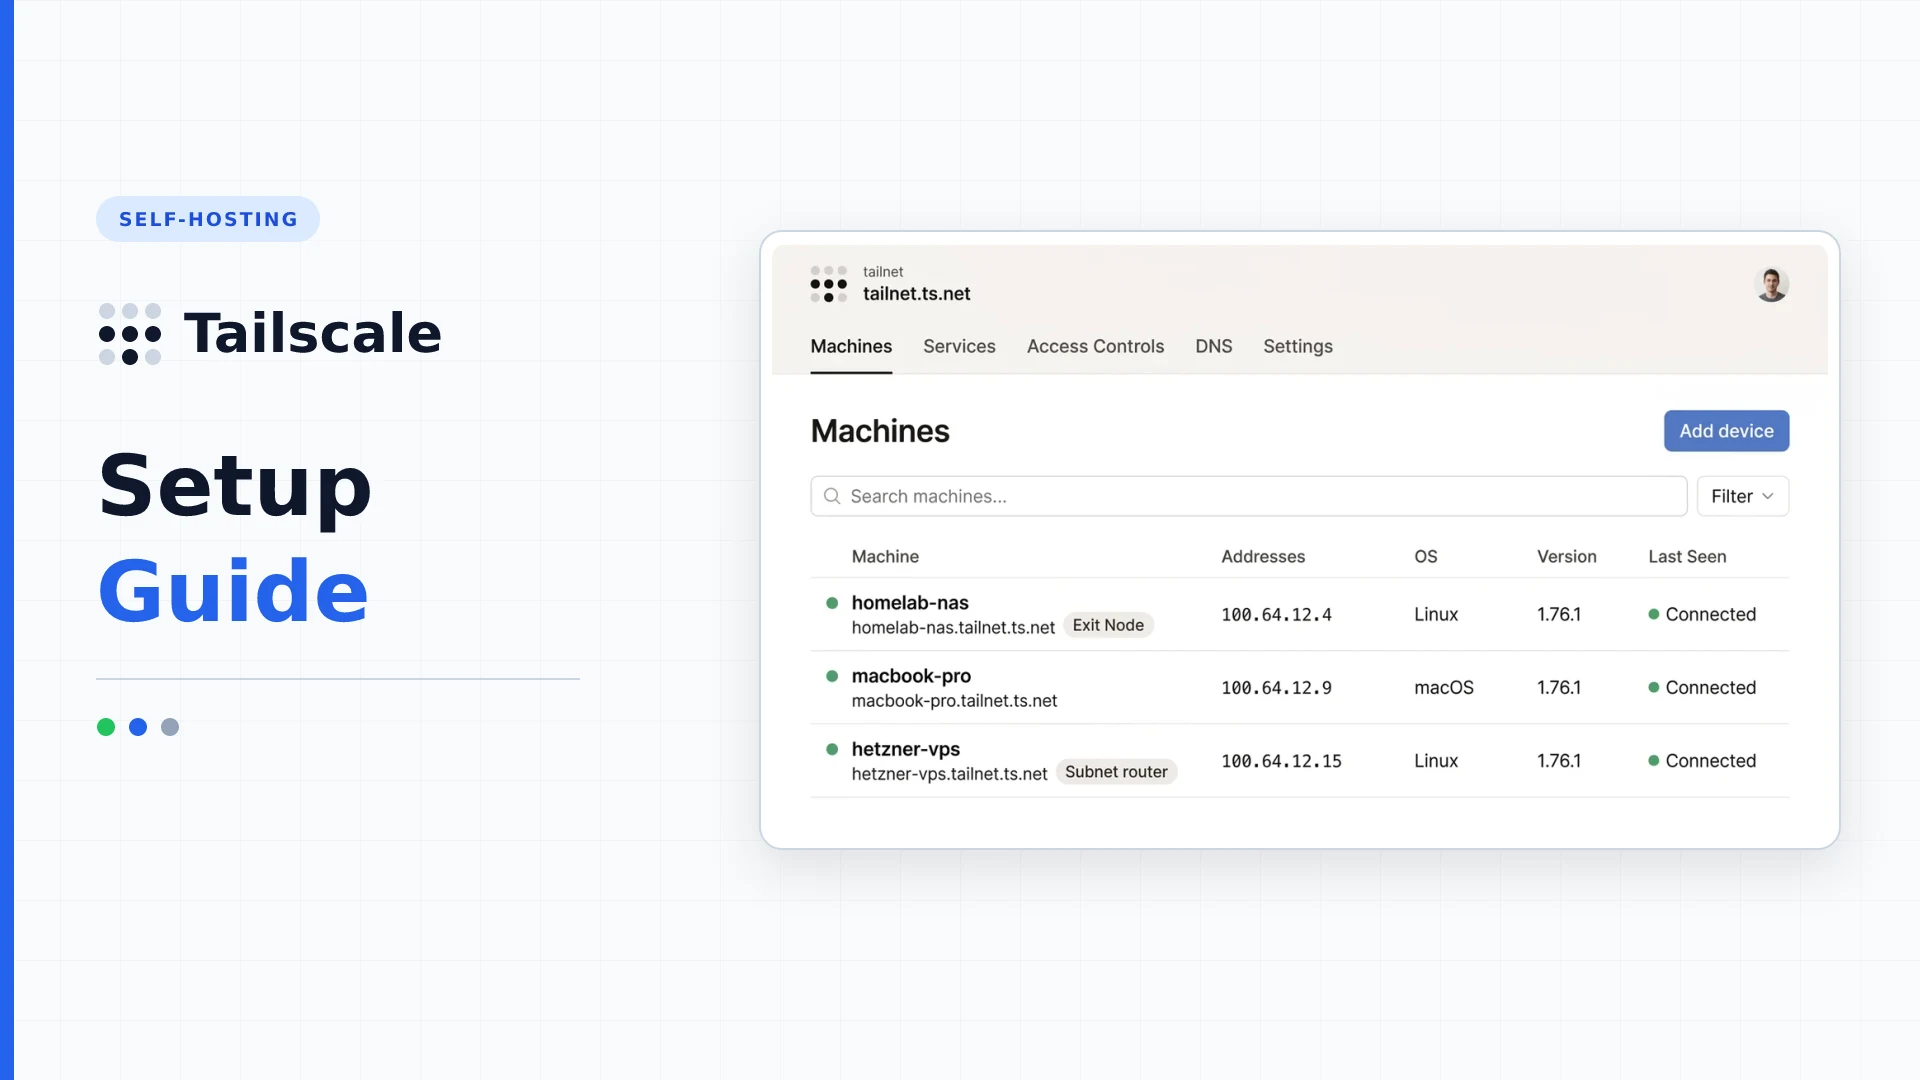 SELF-HOSTING
Tailscale
Setup
Guide
tailnet
tailnet.ts.net
Machines Services Access Controls DNS Settings
Machines
Add device
Search machines...
Filter
Machine Addresses OS Version Last Seen
homelab-nas
homelab-nas.tailnet.ts.net Exit Node 100.64.12.4 Linux 1.76.1 Connected
macbook-pro
macbook-pro.tailnet.ts.net 100.64.12.9 macOS 1.76.1 Connected
hetzner-vps
hetzner-vps.tailnet.ts.net Subnet router 100.64.12.15 Linux 1.76.1 Connected